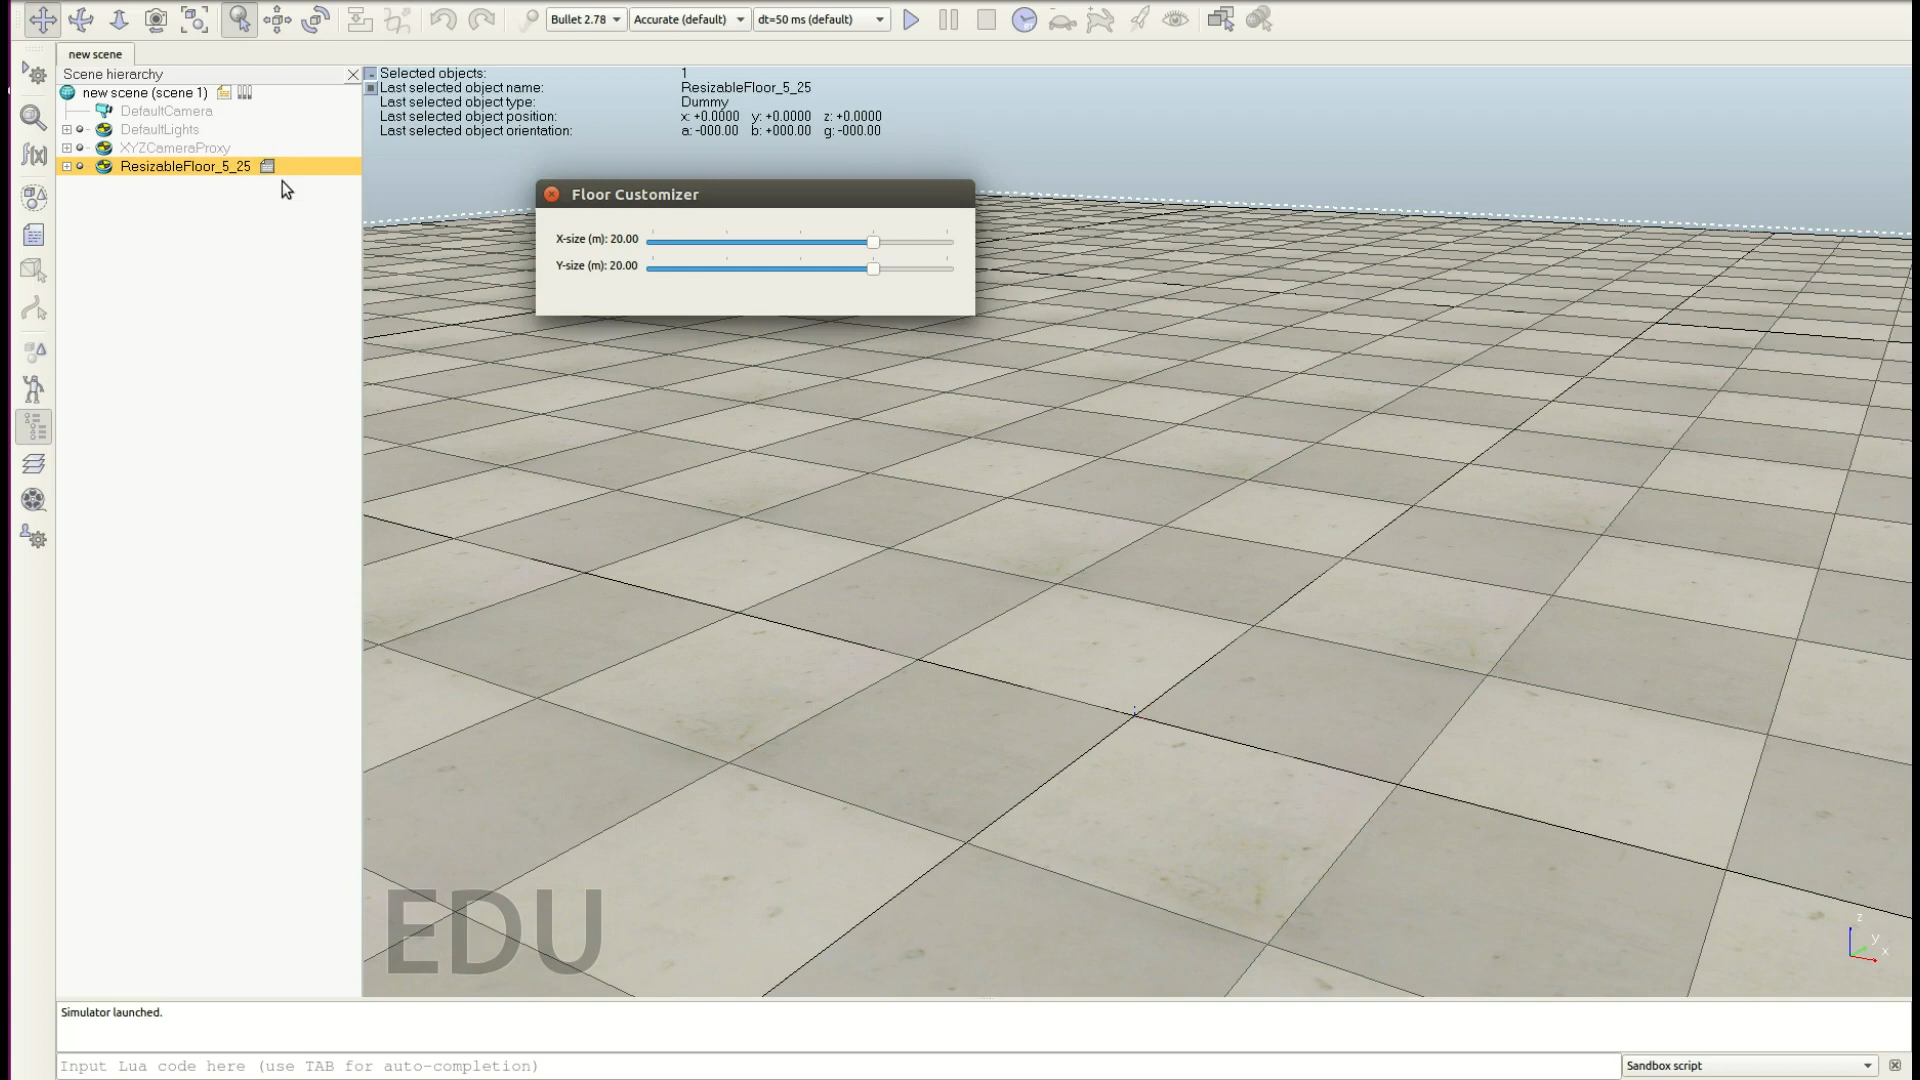 Bullet 2.78
Accurate (default)
dt=50 ms (default)
new scene
Scene hierarchy
new scene (scene 1)
DefaultCamera
DefaultLights
XYZCameraProxy
ResizableFloor_5_25
Selected objects: 1
Last selected object name: ResizableFloor_5_25
Last selected object type: Dummy
Last selected object position: x: +0.0000 y: +0.0000 z: +0.0000
Last selected object orientation: a: -000.00 b: +000.00 g: -000.00
Floor Customizer
X-size (m): 20.00
Y-size (m): 20.00
EDU
z
y
x
Simulator launched.
Input Lua code here (use TAB for auto-completion)
Sandbox script
f(x)